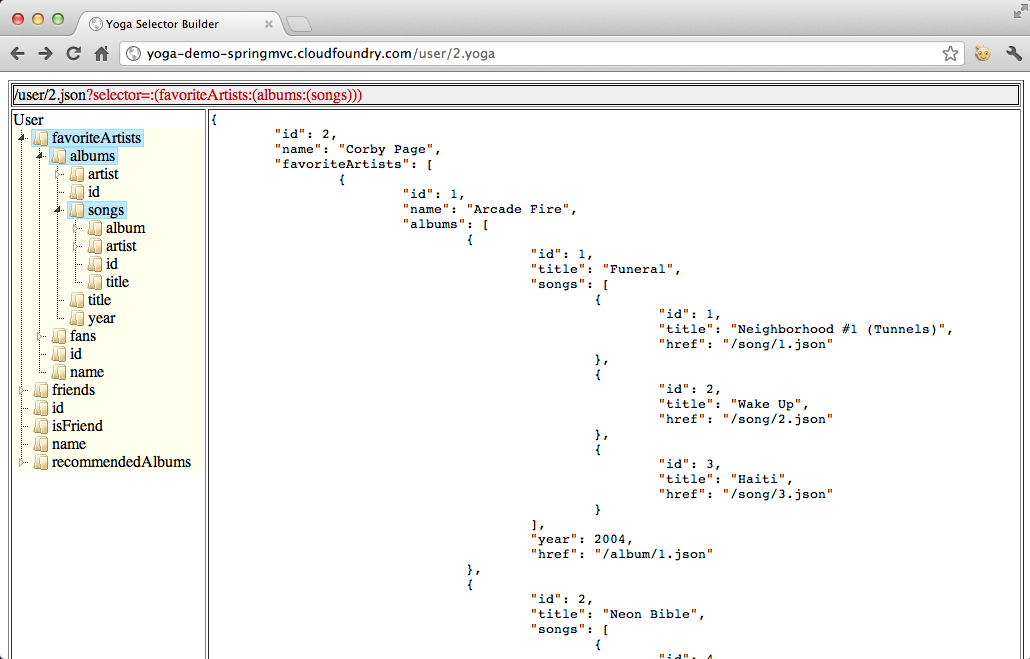 Yoga Selector Builder
yoga-demo-springmvc.cloudfoundry.com/user/2.yoga
/user/2.json?selector=:(favoriteArtists:(albums:(songs)))
User
favoriteArtists
albums
artist
id
songs
album
artist
id
title
title
year
fans
id
name
friends
id
isFriend
name
recommendedAlbums
{
"id": 2,
"name": "Corby Page",
"favoriteArtists": [
{
"id": 1,
"name": "Arcade Fire",
"albums": [
{
"id": 1,
"title": "Funeral",
"songs": [
{
"id": 1,
"title": "Neighborhood #1 (Tunnels)",
"href": "/song/1.json"
},
{
"id": 2,
"title": "Wake Up",
"href": "/song/2.json"
},
{
"id": 3,
"title": "Haiti",
"href": "/song/3.json"
}
],
"year": 2004,
"href": "/album/1.json"
},
{
"id": 2,
"title": "Neon Bible",
"songs": [
{
"id": 4,